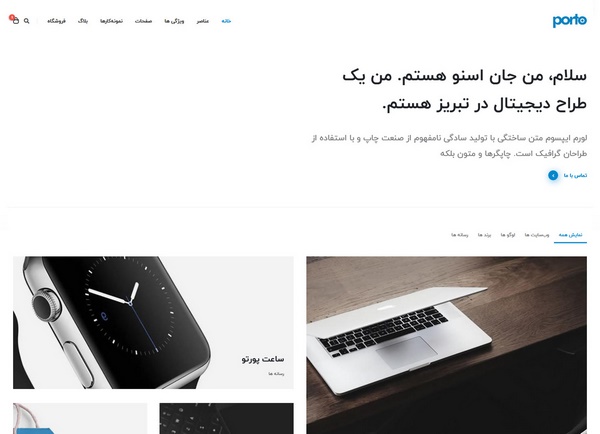 porto
خانه
عناصر
ویژگی ها
صفحات
نمونه‌کارها
بلاگ
فروشگاه
سلام، من جان اسنو هستم. من یک
طراح دیجیتال در تبریز هستم.
لورم ایپسوم متن ساختگی با تولید سادگی نامفهوم از صنعت چاپ و با استفاده از
طراحان گرافیک است. چاپگرها و متون بلکه
تماس با ما
نمایش همه
وب‌سایت ها
لوگو ها
برند ها
رسانه ها
ساعت پورتو
رسانه ها